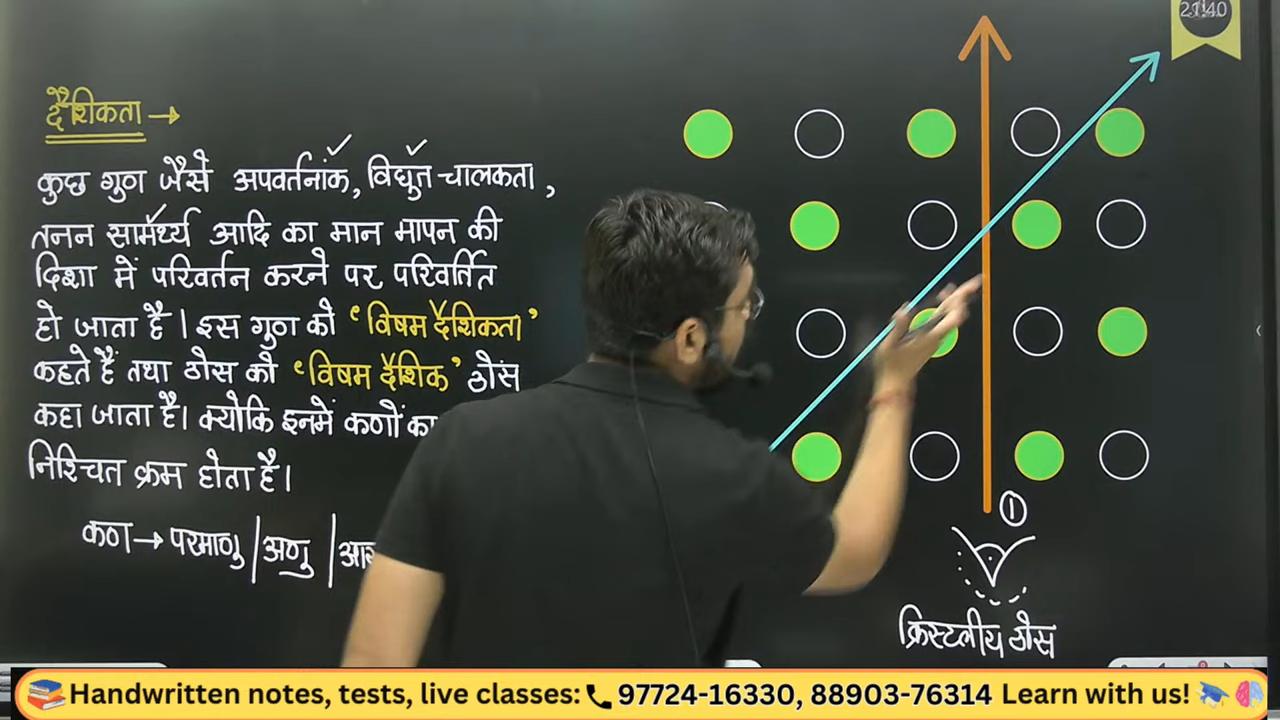 21:40
दैशिकता →
कुछ गुण जैसे अपवर्तनांक, विद्युत चालकता,
तनन सामर्थ्य आदि का मान मापन की
दिशा में परिवर्तन करने पर परिवर्तित
हो जाता है। इस गुण को 'विषम दैशिकता'
कहते हैं तथा ठोस को 'विषम दैशिक' ठोस
कहा जाता है। क्योकि इनमें कणों का
निश्चित क्रम होता है।
कण → परमाणु | अणु |
①
क्रिस्टलीय ठोस
Handwritten notes, tests, live classes: 97724-16330, 88903-76314 Learn with us!